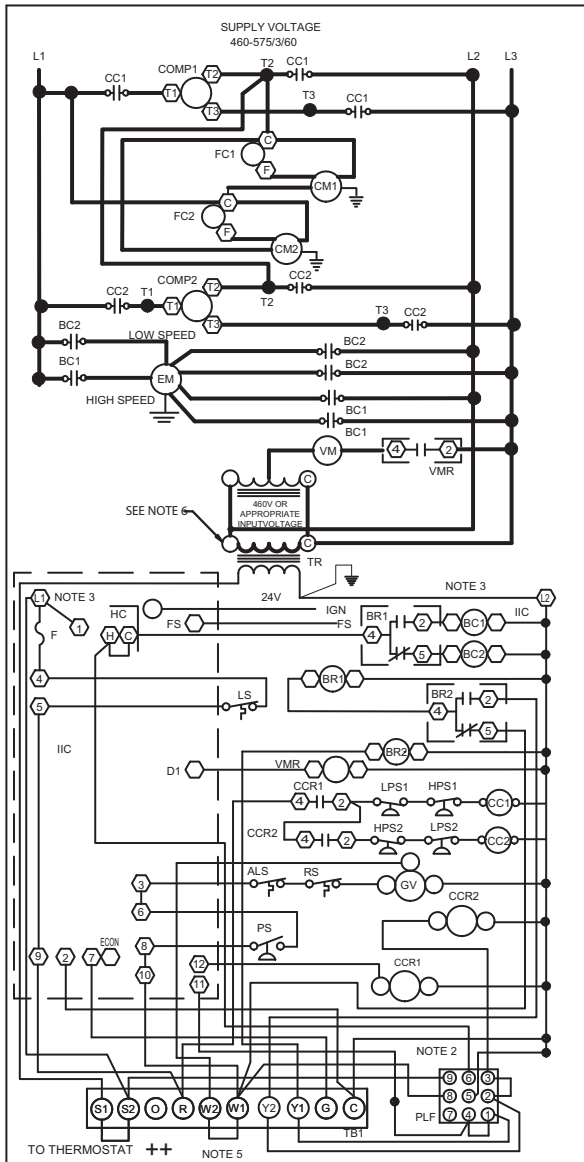 SUPPLY VOLTAGE
460-575/3/60
L1 T2 CC1 L2 L3
CC1 COMP1 T2
T1
T3 T3 CC1
C
FC1
F
CM1
C
FC2
F
CM2
COMP2 CC2
CC2 T1 T2 T2
T1
T3 T3 CC2
BC2 LOW SPEED
BC2
BC1 BC2
EM
HIGH SPEED
BC1
BC1
VM 4 2
VMR
C
460V OR
APPROPRIATE
INPUTVOLTAGE
SEE NOTE 6
C
TR
24V
NOTE 3
L1 NOTE 3 HC IGN L2
FS FS BR1 2 BC1 IIC
F 1 H C 4
5 BC2
4 BR1
BR2 2
5 LS 4
5
IIC BR2
D1 VMR
CCR1 LPS1 HPS1
4 2 CC1
CCR2 HPS2 LPS2
4 2 CC2
ALS RS
3 GV
CCR2
6
PS
ECON
9 2 7 8 12 CCR1
10
11
NOTE 2
9 6 3
8 5 2
S1 S2 O R W2 W1 Y2 Y1 G C PLF 7 4 1
TB1
TO THERMOSTAT ++ NOTE 5